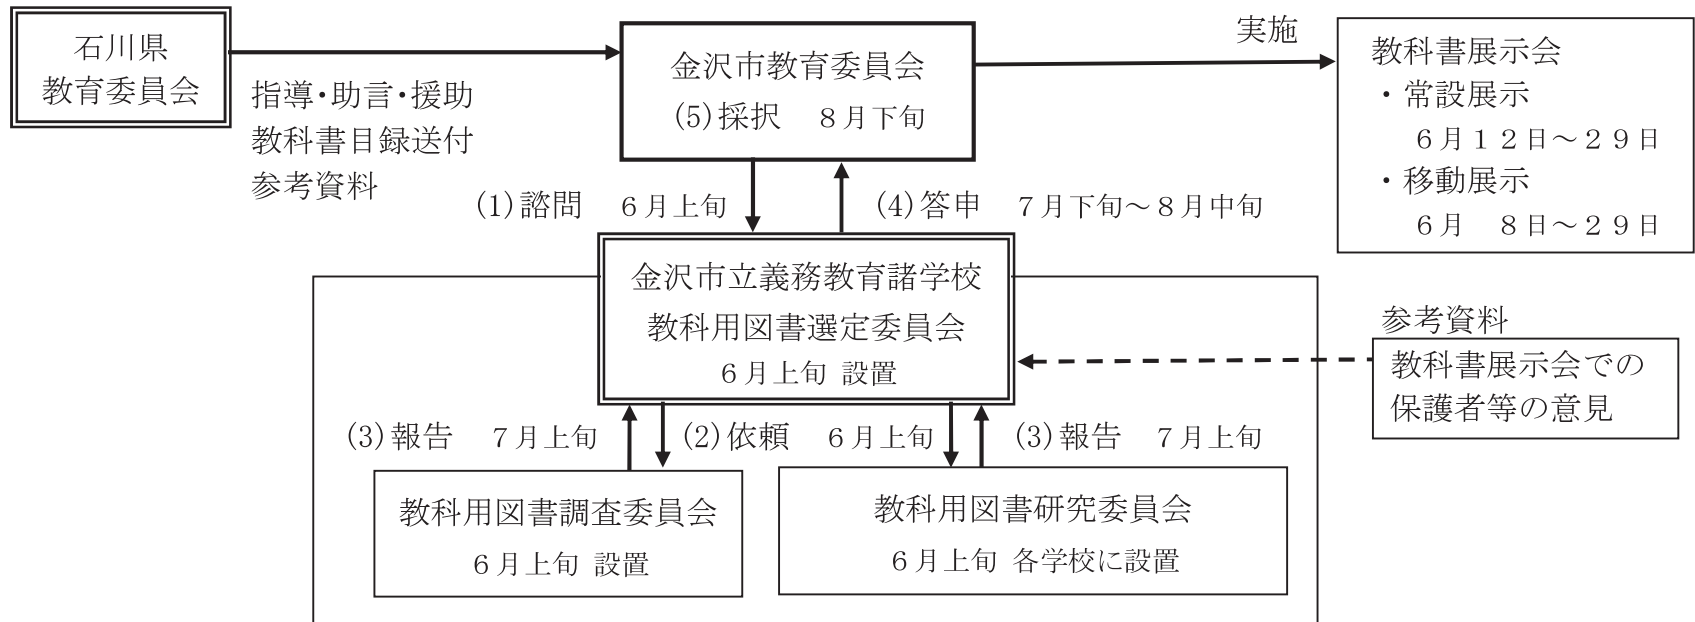 石川県
教育委員会
指導・助言・援助
教科書目録送付
参考資料
金沢市教育委員会
(5)採択　８月下旬
実施
教科書展示会
・常設展示
６月１２日～２９日
・移動展示
６月　８日～２９日
(1)諮問　６月上旬
(4)答申　７月下旬～８月中旬
金沢市立義務教育諸学校
教科用図書選定委員会
６月上旬 設置
参考資料
教科書展示会での
保護者等の意見
(3)報告　７月上旬
(2)依頼　６月上旬
(3)報告　７月上旬
教科用図書調査委員会
６月上旬 設置
教科用図書研究委員会
６月上旬 各学校に設置